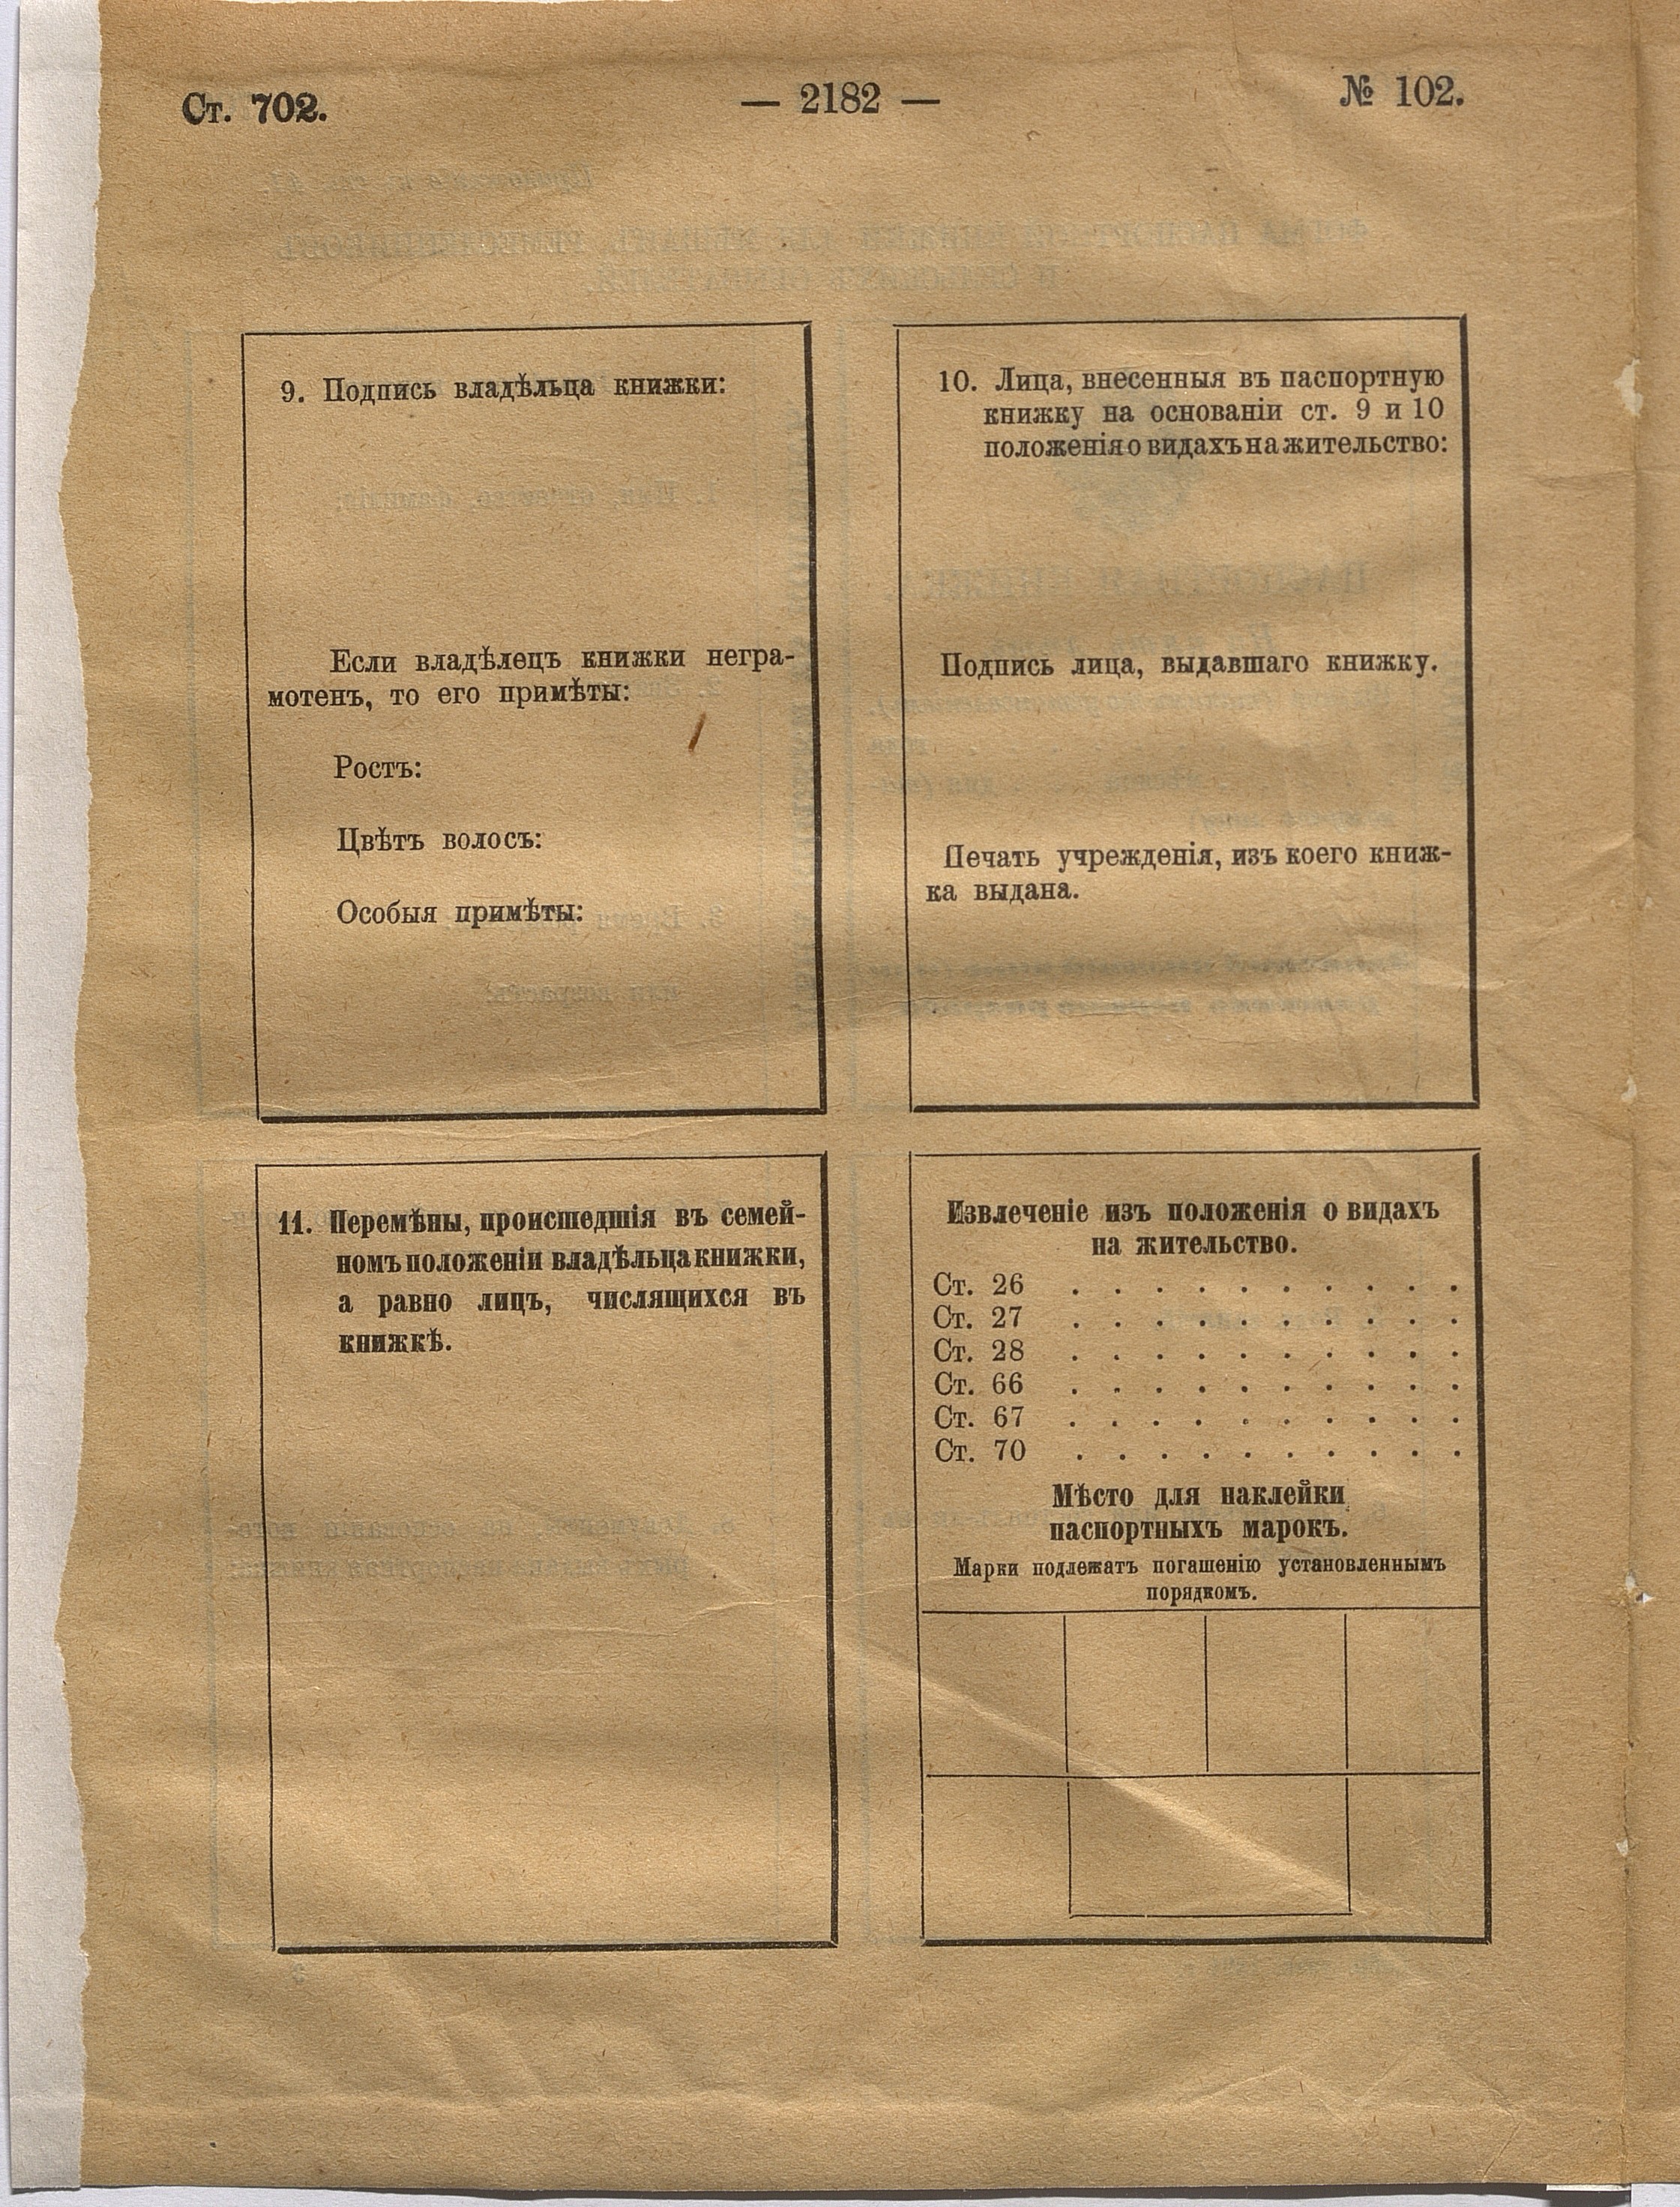 Ст. 702.
— 2182 —
№ 102.
9. Подпись владѣльца книжки:
Если владѣлецъ книжки негра-
мотенъ, то его примѣты:
Ростъ:
Цвѣтъ волосъ:
Особыя примѣты:
10. Лица, внесенныя въ паспортную
книжку на основаніи ст. 9 и 10
положенія о видахъ на жительство:
Подпись лица, выдавшаго книжку.
Печать учрежденія, изъ коего книж-
ка выдана.
11. Перемѣны, происшедшія въ семей-
номъ положеніи владѣльца книжки,
а равно лицъ, числящихся въ
книжкѣ.
Извлеченіе изъ положенія о видахъ
на жительство.
Ст. 26 . . . . . . . . . .
Ст. 27 . . . . . . . . . .
Ст. 28 . . . . . . . . . .
Ст. 66 . . . . . . . . . .
Ст. 67 . . . . . . . . . .
Ст. 70 . . . . . . . . . .
Мѣсто для наклейки
паспортныхъ марокъ.
Марки подлежатъ погашенію установленнымъ
порядкомъ.